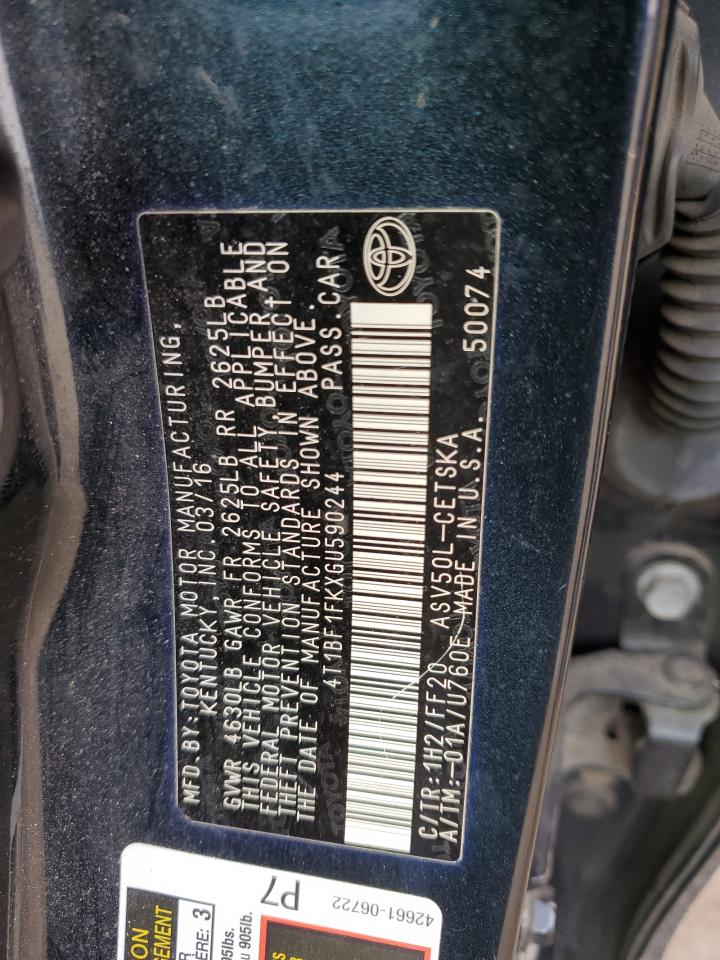 MFD.BY:TOYOTA MOTOR MANUFACTURING,
KENTUCKY, INC. 03/16
GVWR 4630LB GAWR FR 2625LB RR 2625LB
THIS VEHICLE CONFORMS TO ALL APPLICABLE
FEDERAL MOTOR VEHICLE SAFETY,BUMPER AND
THEFT PREVENTION STANDARDS IN EFFECT ON
THE DATE OF MANUFACTURE SHOWN ABOVE.
4T1BF1FKXGU590244 PASS.CAR
C/TR:1H2/FF20 ASV50L-CETSKA
A/TM:-01A/U760E MADE IN U.S.A. 50074
P7
42661-06722
ERE: 3
905lb.